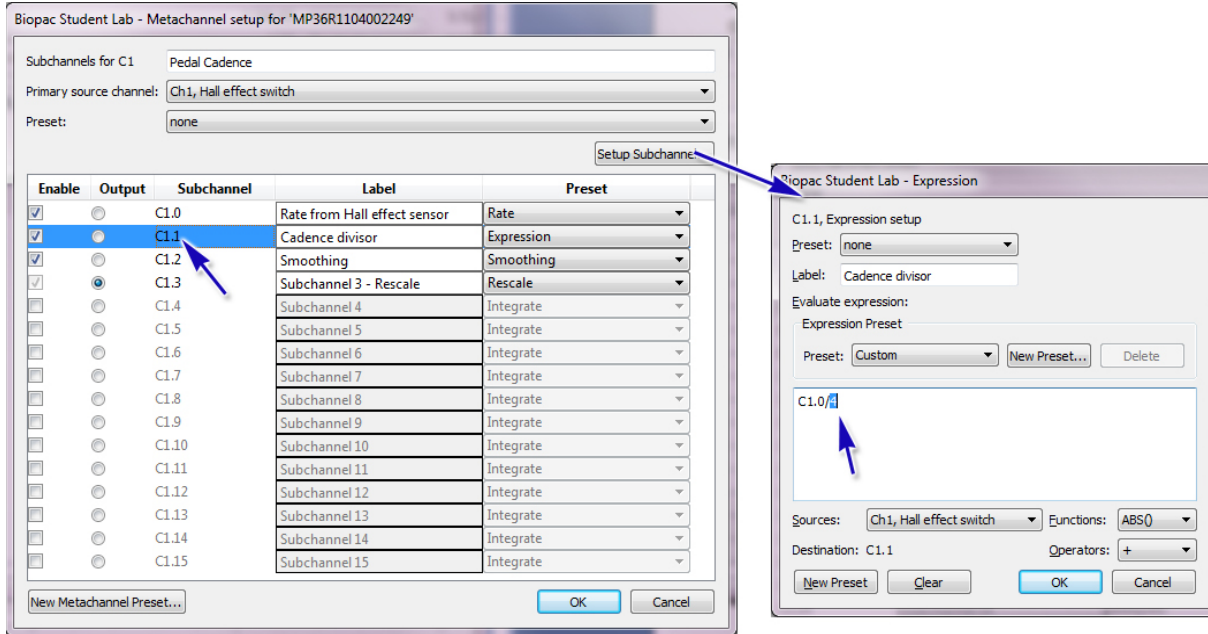 Biopac Student Lab - Metachannel setup for 'MP36R1104002249'
Subchannels for C1 Pedal Cadence
Primary source channel: Ch1, Hall effect switch
Preset: none
Setup Subchannel
Enable Output Subchannel Label Preset
C1.0 Rate from Hall effect sensor Rate
C1.1 Cadence divisor Expression
C1.2 Smoothing Smoothing
C1.3 Subchannel 3 - Rescale Rescale
C1.4 Subchannel 4 Integrate
C1.5 Subchannel 5 Integrate
C1.6 Subchannel 6 Integrate
C1.7 Subchannel 7 Integrate
C1.8 Subchannel 8 Integrate
C1.9 Subchannel 9 Integrate
C1.10 Subchannel 10 Integrate
C1.11 Subchannel 11 Integrate
C1.12 Subchannel 12 Integrate
C1.13 Subchannel 13 Integrate
C1.14 Subchannel 14 Integrate
C1.15 Subchannel 15 Integrate
New Metachannel Preset... OK Cancel
Biopac Student Lab - Expression
C1.1, Expression setup
Preset: none
Label: Cadence divisor
Evaluate expression:
Expression Preset
Preset: Custom New Preset... Delete
C1.0/4
Sources: Ch1, Hall effect switch Functions: ABS()
Destination: C1.1 Operators: +
New Preset Clear OK Cancel